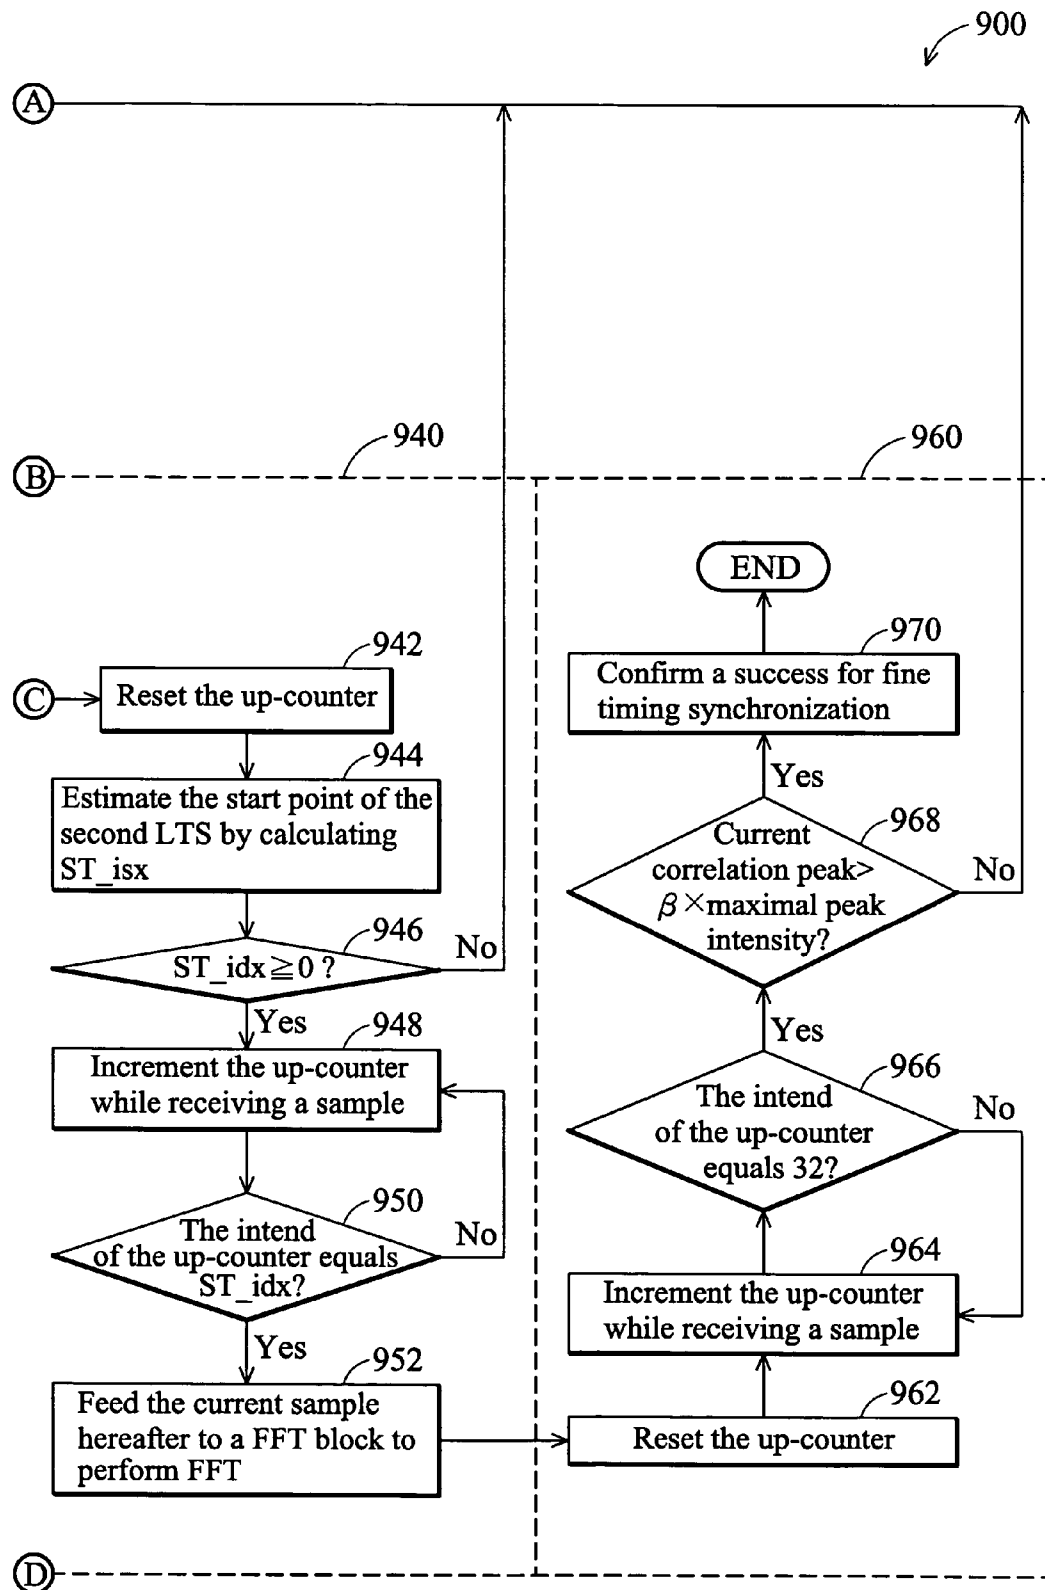 900
A
940
960
B
END
942
C
Reset the up-counter
970
Confirm a success for fine
timing synchronization
944
Estimate the start point of the
second LTS by calculating
ST_isx
Yes
968
Current
correlation peak>
β×maximal peak
intensity?
No
946
ST_idx≧0 ?
No
Yes
948
Increment the up-counter
while receiving a sample
Yes
966
The intend
of the up-counter
equals 32?
No
950
The intend
of the up-counter equals
ST_idx?
No
964
Increment the up-counter
while receiving a sample
Yes
952
Feed the current sample
hereafter to a FFT block to
perform FFT
962
Reset the up-counter
D